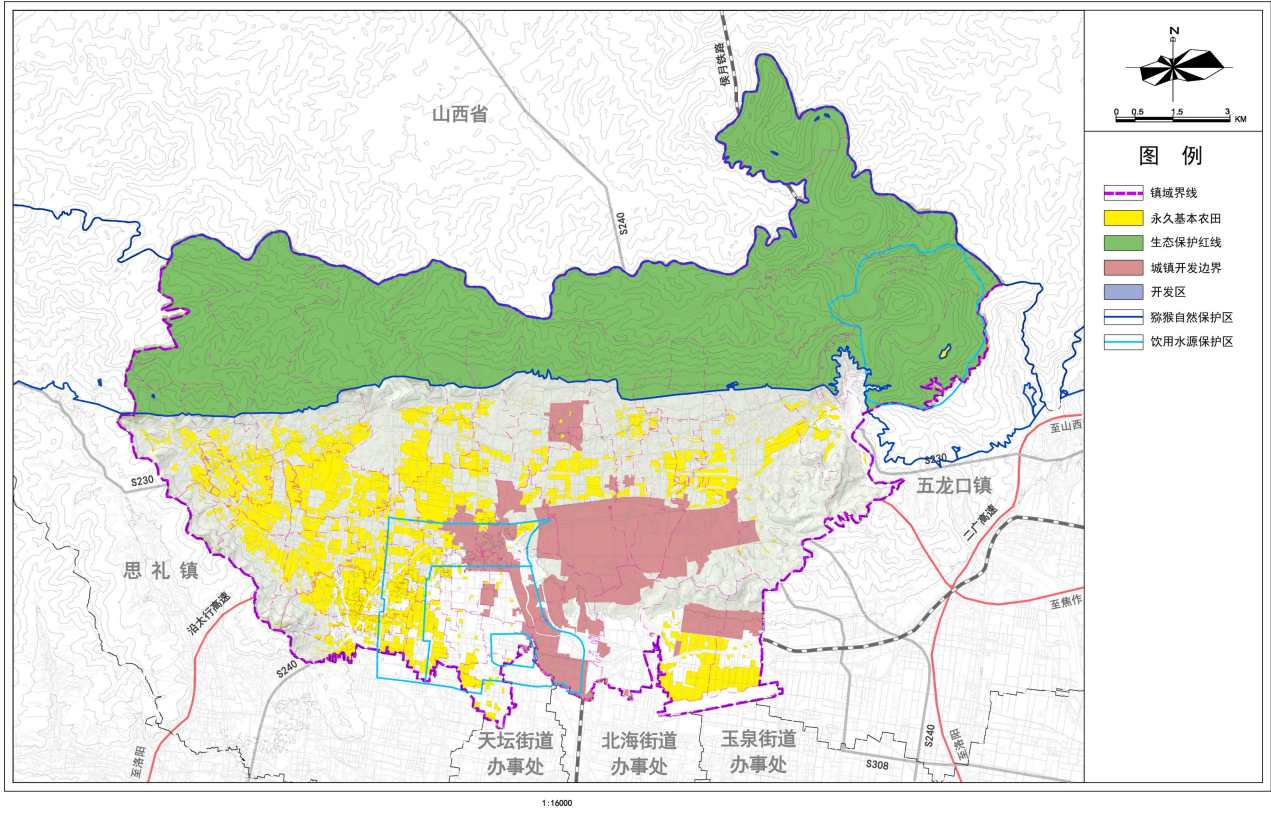 侯月铁路
山西省
S240
N
0 0.5 1.5 3
KM
图 例
镇域界线
永久基本农田
生态保护红线
城镇开发边界
开发区
猕猴自然保护区
饮用水源保护区
至山西
S230
S230
五龙口镇
二广高速
思礼镇
沿太行高速
至焦作
S240
天坛街道
办事处
北海街道
办事处
玉泉街道
办事处
S240
至洛阳
至洛阳
S308
1:16000